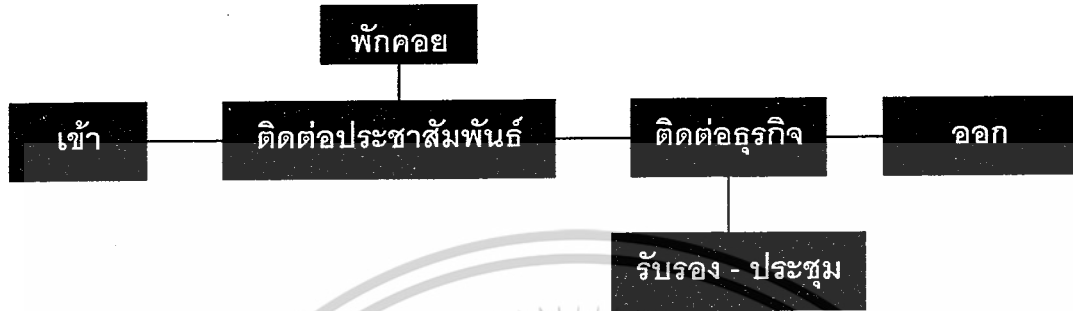 พักคอย
เข้า
ติดต่อประชาสัมพันธ์
ติดต่อธุรกิจ
ออก
รับรอง - ประชุม